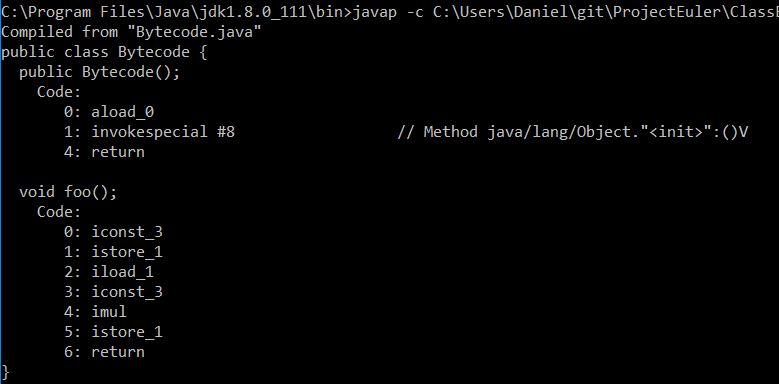 C:\Program Files\Java\jdk1.8.0_111\bin>javap -c C:\Users\Daniel\git\ProjectEuler\
Compiled from "Bytecode.java"
public class Bytecode {
  public Bytecode();
    Code:
       0: aload_0
       1: invokespecial #8                  // Method java/lang/Object."<init>":()V
       4: return

  void foo();
    Code:
       0: iconst_3
       1: istore_1
       2: iload_1
       3: iconst_3
       4: imul
       5: istore_1
       6: return
}